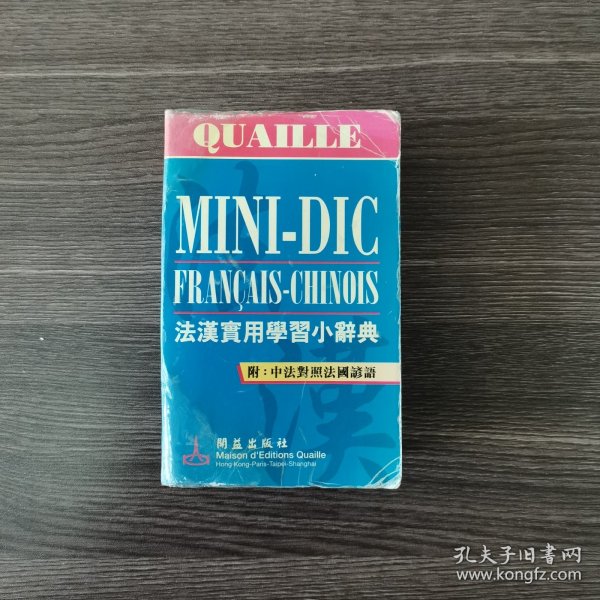 QUAILLE
MINI-DIC
FRANÇAIS-CHINOIS
法漢實用學習小辭典
附：中法對照法國諺語
開益出版社
Maison d'Editions Quaille
Hong Kong-Paris-Taipei-Shanghai
孔夫子旧书网
www.kongfz.com